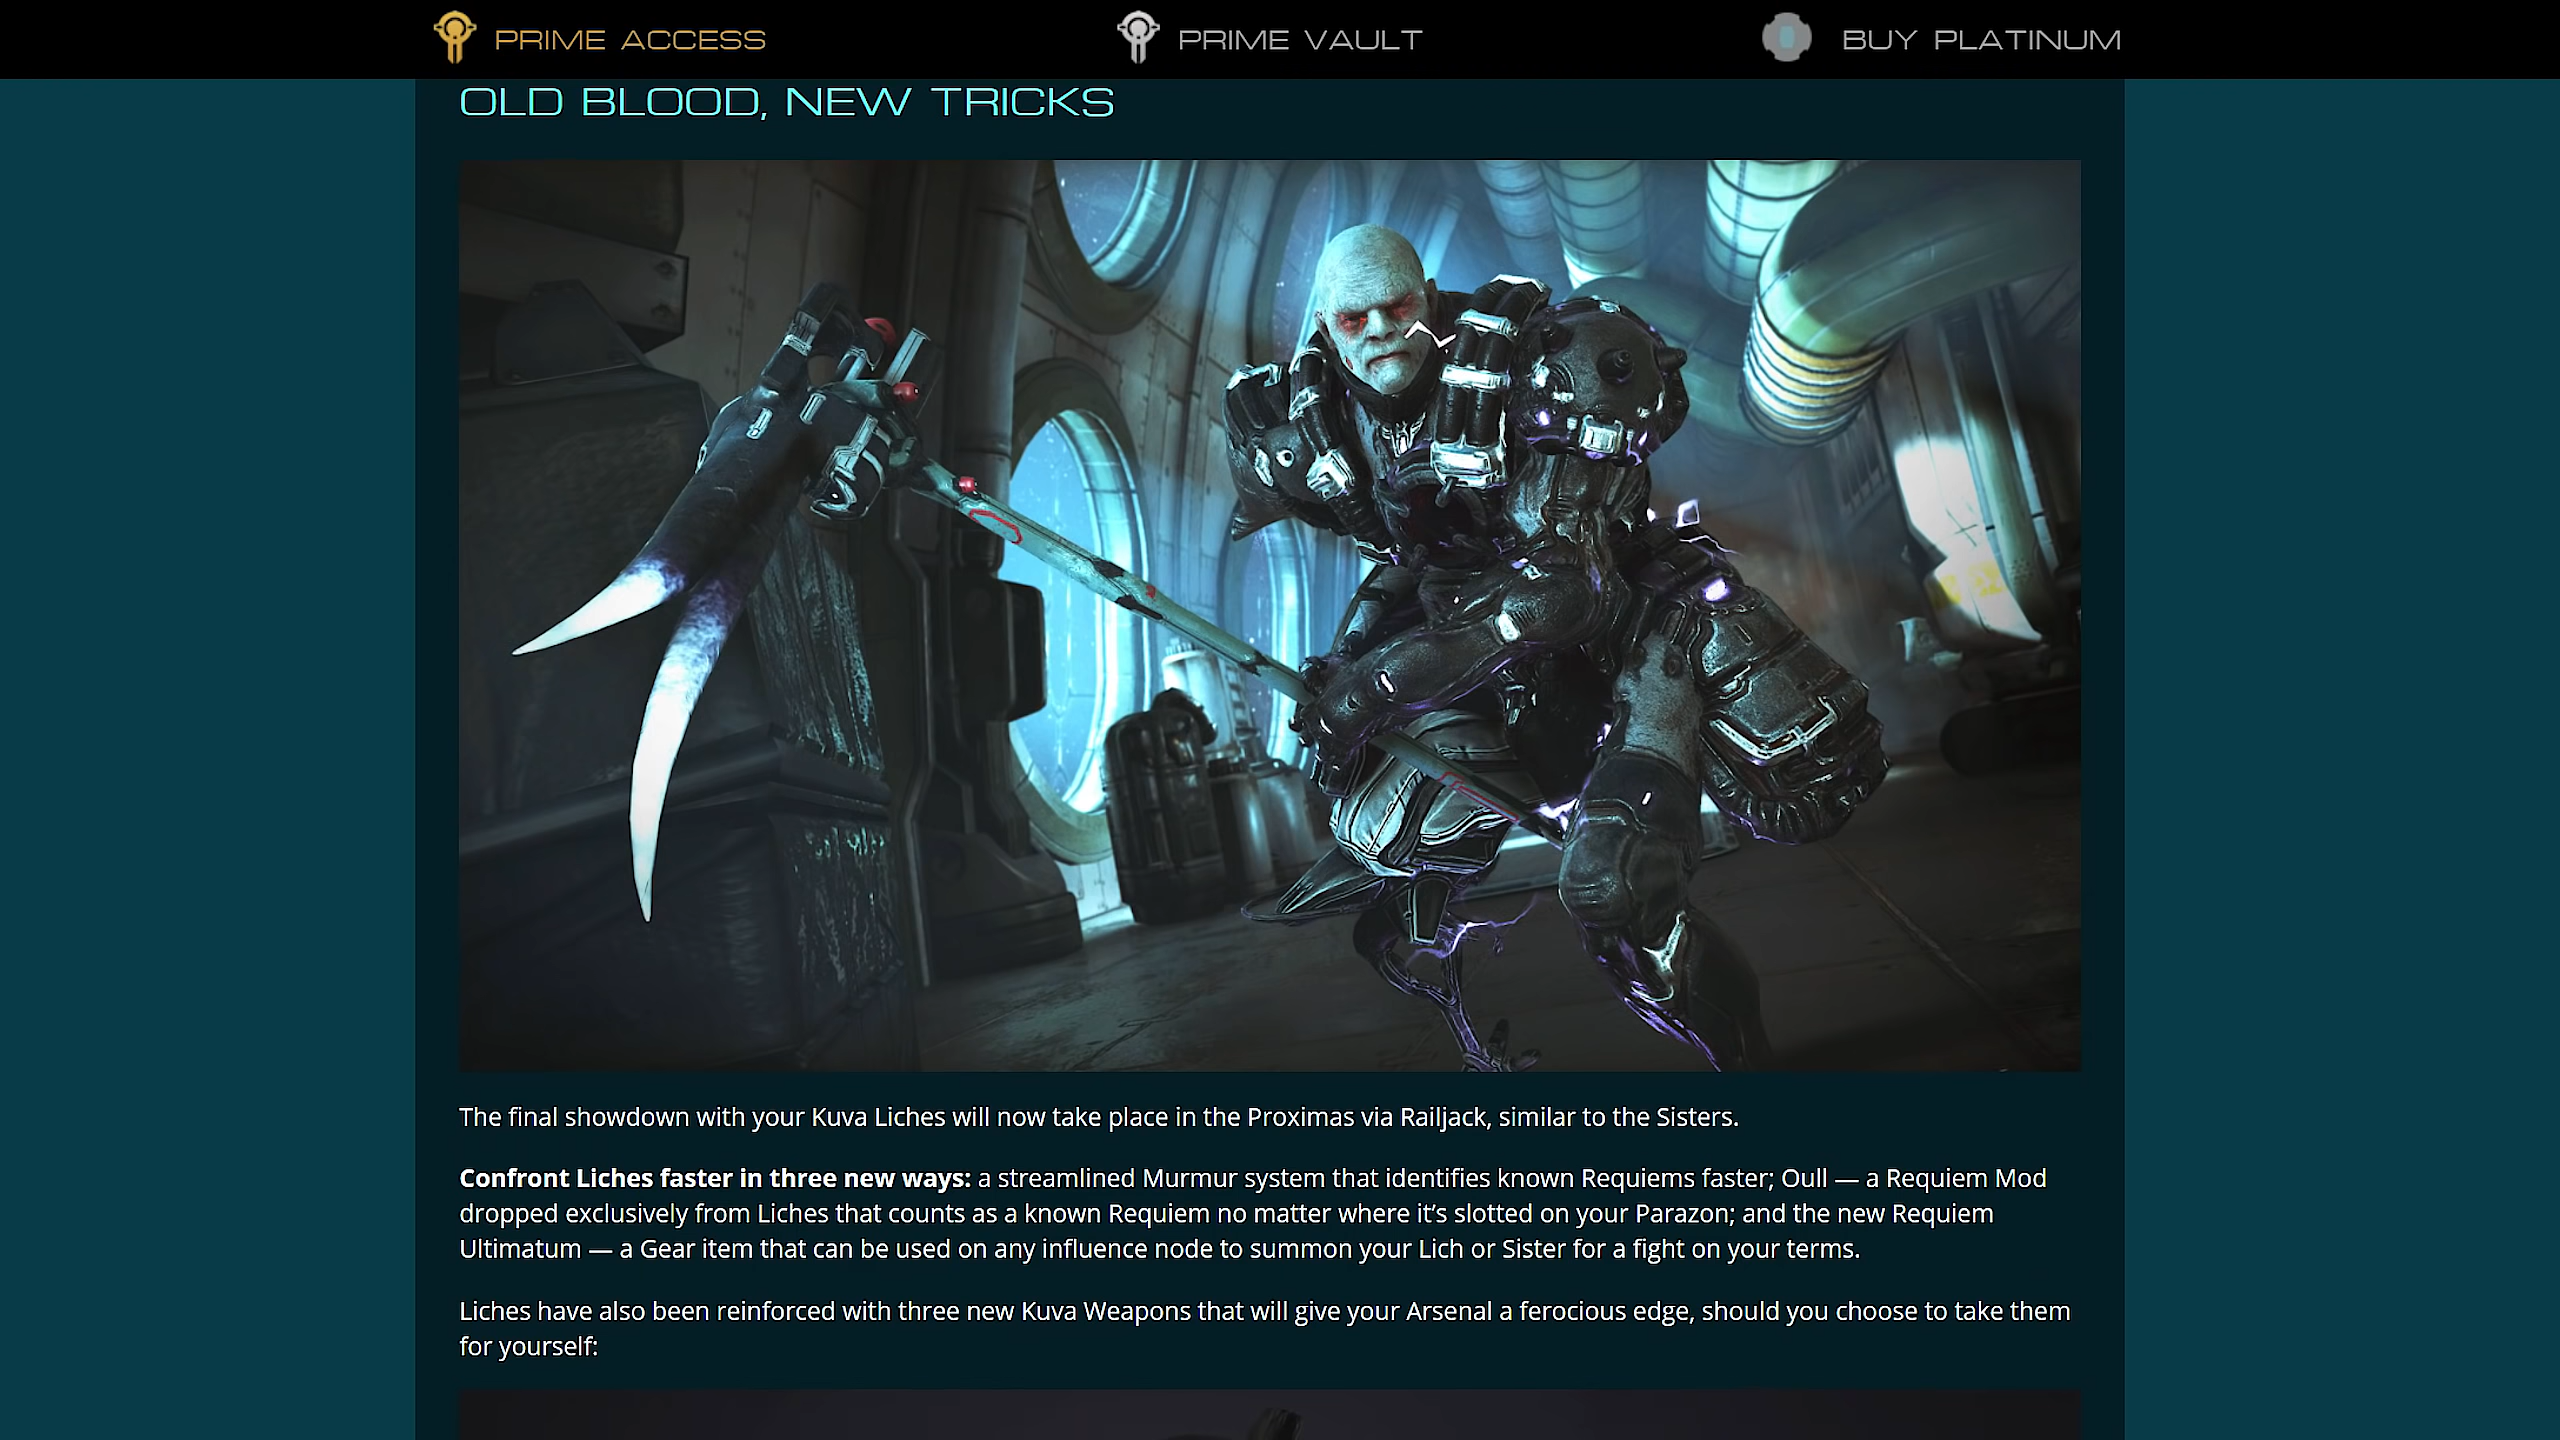 PRIME ACCESS
PRIME VAULT
BUY PLATINUM
OLD BLOOD, NEW TRICKS
The final showdown with your Kuva Liches will now take place in the Proximas via Railjack, similar to the Sisters.
Confront Liches faster in three new ways: a streamlined Murmur system that identifies known Requiems faster; Oull — a Requiem Mod
dropped exclusively from Liches that counts as a known Requiem no matter where it’s slotted on your Parazon; and the new Requiem
Ultimatum — a Gear item that can be used on any influence node to summon your Lich or Sister for a fight on your terms.
Liches have also been reinforced with three new Kuva Weapons that will give your Arsenal a ferocious edge, should you choose to take them
for yourself: